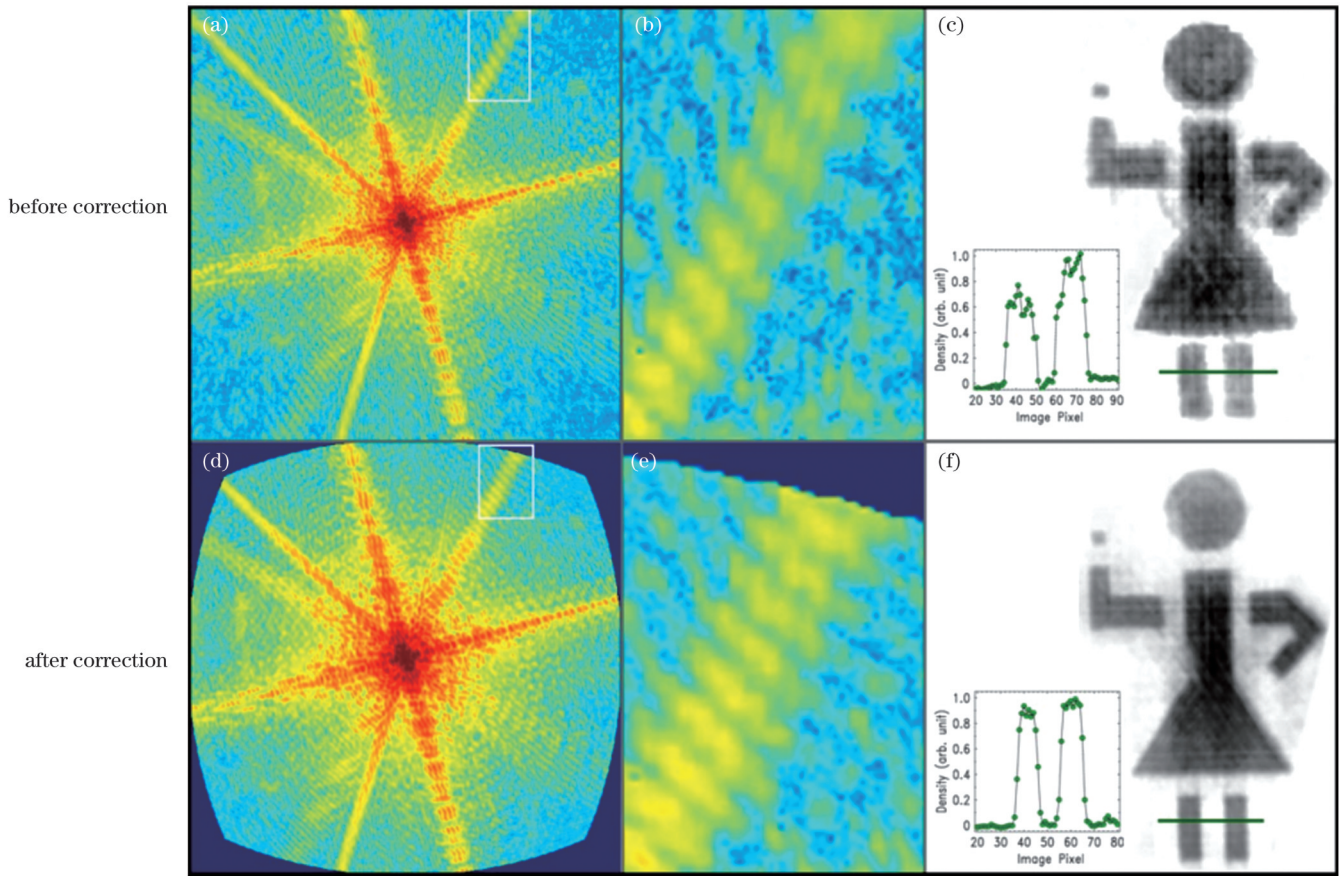 (a)
(b)
(c)
before correction
Density (arb. unit)
1.0
0.8
0.6
0.4
0.2
0
20 30 40 50 60 70 80 90
Image Pixel
(d)
(e)
(f)
after correction
Density (arb. unit)
1.0
0.8
0.6
0.4
0.2
0
20 30 40 50 60 70 80
Image Pixel